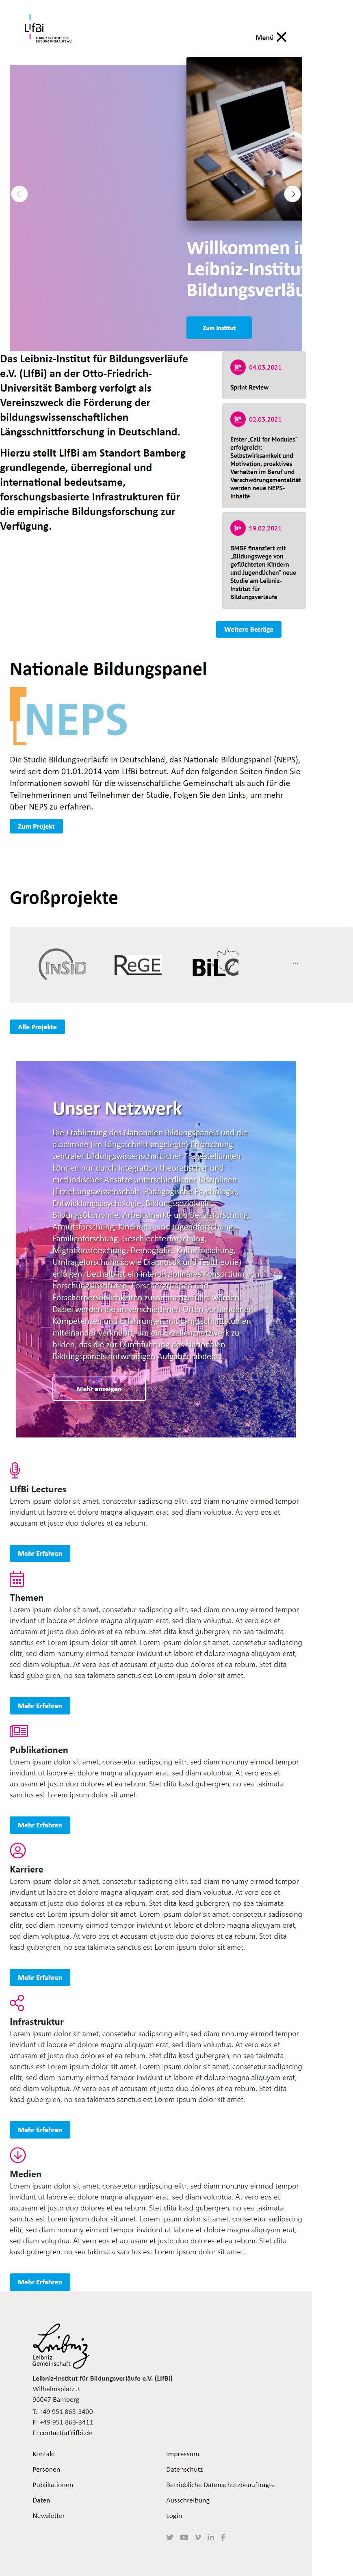 LIfBi
LEIBNIZ-INSTITUT FÜR
BILDUNGSVERLÄUFE e.V.
Menü
Willkommen i
Leibniz-Institut
Bildungsverläu
Zum Institut
Das Leibniz-Institut für Bildungsverläufe
e.V. (LIfBi) an der Otto-Friedrich-
Universität Bamberg verfolgt als
Vereinszweck die Förderung der
bildungswissenschaftlichen
Längsschnittforschung in Deutschland.
Hierzu stellt LIfBi am Standort Bamberg
grundlegende, überregional und
international bedeutsame,
forschungsbasierte Infrastrukturen für
die empirische Bildungsforschung zur
Verfügung.
04.03.2021
Sprint Review
02.03.2021
Erster „Call for Modules“
erfolgreich:
Selbstwirksamkeit und
Motivation, proaktives
Verhalten im Beruf und
Verschwörungsmentalität
werden neue NEPS-
Inhalte
19.02.2021
BMBF finanziert mit
„Bildungswege von
geflüchteten Kindern
und Jugendlichen“ neue
Studie am Leibniz-
Institut für
Bildungsverläufe
Weitere Beträge
Nationale Bildungspanel
NEPS
Die Studie Bildungsverläufe in Deutschland, das Nationale Bildungspanel (NEPS),
wird seit dem 01.01.2014 vom LIfBi betreut. Auf den folgenden Seiten finden Sie
Informationen sowohl für die wissenschaftliche Gemeinschaft als auch für die
Teilnehmerinnen und Teilnehmer der Studie. Folgen Sie den Links, um mehr
über NEPS zu erfahren.
Zum Projekt
Großprojekte
INSiD
ReGE
BiLO
...
Alle Projekte
Unser Netzwerk
Die Etablierung des Nationalen Bildungspanels und die
diachrone (im Längsschnitt angelegte) Erforschung
zentraler bildungswissenschaftlicher Fragestellungen
können nur durch Integration theoretischer und
methodischer Ansätze unterschiedlicher Disziplinen
(Erziehungswissenschaft, Pädagogische Psychologie,
Entwicklungspsychologie, Bildungssoziologie,
Bildungsökonomie, Arbeitsmarkt- und Berufsforschung,
Armutsforschung, Kindheits- und Jugendforschung,
Familienforschung, Geschlechterforschung,
Migrationsforschung, Demografie, Kulturforschung,
Umfrageforschung sowie Diagnostik und Testtheorie)
erfolgen. Deshalb ist ein interdisziplinäres Konsortium von
Forschungsinstituten, Forschergruppen und
Forscherpersönlichkeiten zusammengeführt worden.
Dabei werden die an verschiedenen Orten vorhandenen
Kompetenzen und Erfahrungen mit Längsschnittstudien
miteinander verknüpft, um ein Exzellenznetzwerk zu
bilden, das die zur Durchführung des Nationalen
Bildungspanels notwendigen Aufgaben abdeckt.
Mehr anzeigen
LIfBi Lectures
Lorem ipsum dolor sit amet, consetetur sadipscing elitr, sed diam nonumy eirmod tempor
invidunt ut labore et dolore magna aliquyam erat, sed diam voluptua. At vero eos et
accusam et justo duo dolores et ea rebum.
Mehr Erfahren
Themen
Lorem ipsum dolor sit amet, consetetur sadipscing elitr, sed diam nonumy eirmod tempor
invidunt ut labore et dolore magna aliquyam erat, sed diam voluptua. At vero eos et
accusam et justo duo dolores et ea rebum. Stet clita kasd gubergren, no sea takimata
sanctus est Lorem ipsum dolor sit amet. Lorem ipsum dolor sit amet, consetetur sadipscing
elitr, sed diam nonumy eirmod tempor invidunt ut labore et dolore magna aliquyam erat,
sed diam voluptua. At vero eos et accusam et justo duo dolores et ea rebum. Stet clita
kasd gubergren, no sea takimata sanctus est Lorem ipsum dolor sit amet.
Mehr Erfahren
Publikationen
Lorem ipsum dolor sit amet, consetetur sadipscing elitr, sed diam nonumy eirmod tempor
invidunt ut labore et dolore magna aliquyam erat, sed diam voluptua. At vero eos et
accusam et justo duo dolores et ea rebum. Stet clita kasd gubergren, no sea takimata
sanctus est Lorem ipsum dolor sit amet.
Mehr Erfahren
Karriere
Lorem ipsum dolor sit amet, consetetur sadipscing elitr, sed diam nonumy eirmod tempor
invidunt ut labore et dolore magna aliquyam erat, sed diam voluptua. At vero eos et
accusam et justo duo dolores et ea rebum. Stet clita kasd gubergren, no sea takimata
sanctus est Lorem ipsum dolor sit amet. Lorem ipsum dolor sit amet, consetetur sadipscing
elitr, sed diam nonumy eirmod tempor invidunt ut labore et dolore magna aliquyam erat,
sed diam voluptua. At vero eos et accusam et justo duo dolores et ea rebum. Stet clita
kasd gubergren, no sea takimata sanctus est Lorem ipsum dolor sit amet.
Mehr Erfahren
Infrastruktur
Lorem ipsum dolor sit amet, consetetur sadipscing elitr, sed diam nonumy eirmod tempor
invidunt ut labore et dolore magna aliquyam erat, sed diam voluptua. At vero eos et
accusam et justo duo dolores et ea rebum. Stet clita kasd gubergren, no sea takimata
sanctus est Lorem ipsum dolor sit amet. Lorem ipsum dolor sit amet, consetetur sadipscing
elitr, sed diam nonumy eirmod tempor invidunt ut labore et dolore magna aliquyam erat,
sed diam voluptua. At vero eos et accusam et justo duo dolores et ea rebum. Stet clita
kasd gubergren, no sea takimata sanctus est Lorem ipsum dolor sit amet.
Mehr Erfahren
Medien
Lorem ipsum dolor sit amet, consetetur sadipscing elitr, sed diam nonumy eirmod tempor
invidunt ut labore et dolore magna aliquyam erat, sed diam voluptua. At vero eos et
accusam et justo duo dolores et ea rebum. Stet clita kasd gubergren, no sea takimata
sanctus est Lorem ipsum dolor sit amet. Lorem ipsum dolor sit amet, consetetur sadipscing
elitr, sed diam nonumy eirmod tempor invidunt ut labore et dolore magna aliquyam erat,
sed diam voluptua. At vero eos et accusam et justo duo dolores et ea rebum. Stet clita
kasd gubergren, no sea takimata sanctus est Lorem ipsum dolor sit amet.
Mehr Erfahren
Leibniz
Leibniz
Gemeinschaft
Leibniz-Institut für Bildungsverläufe e.V. (LIfBi)
Wilhelmsplatz 3
96047 Bamberg
T: +49 951 863-3400
F: +49 951 863-3411
E: contact(at)lifbi.de
Kontakt
Personen
Publikationen
Daten
Newsletter
Impressum
Datenschutz
Betriebliche Datenschutzbeauftragte
Ausschreibung
Login